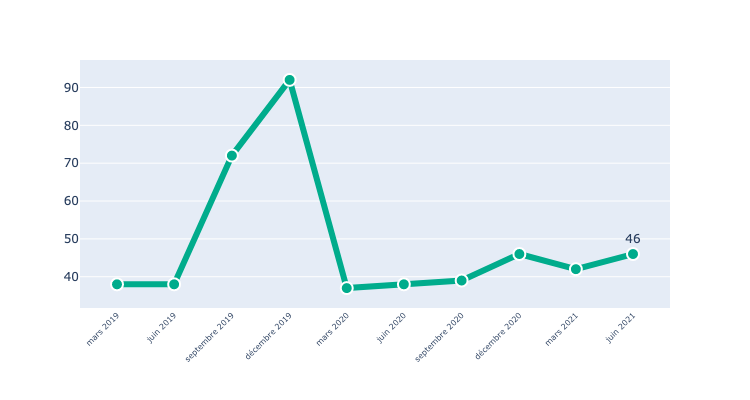 90
80
70
60
50
40
46
mars 2019
juin 2019
septembre 2019
décembre 2019
mars 2020
juin 2020
septembre 2020
décembre 2020
mars 2021
juin 2021